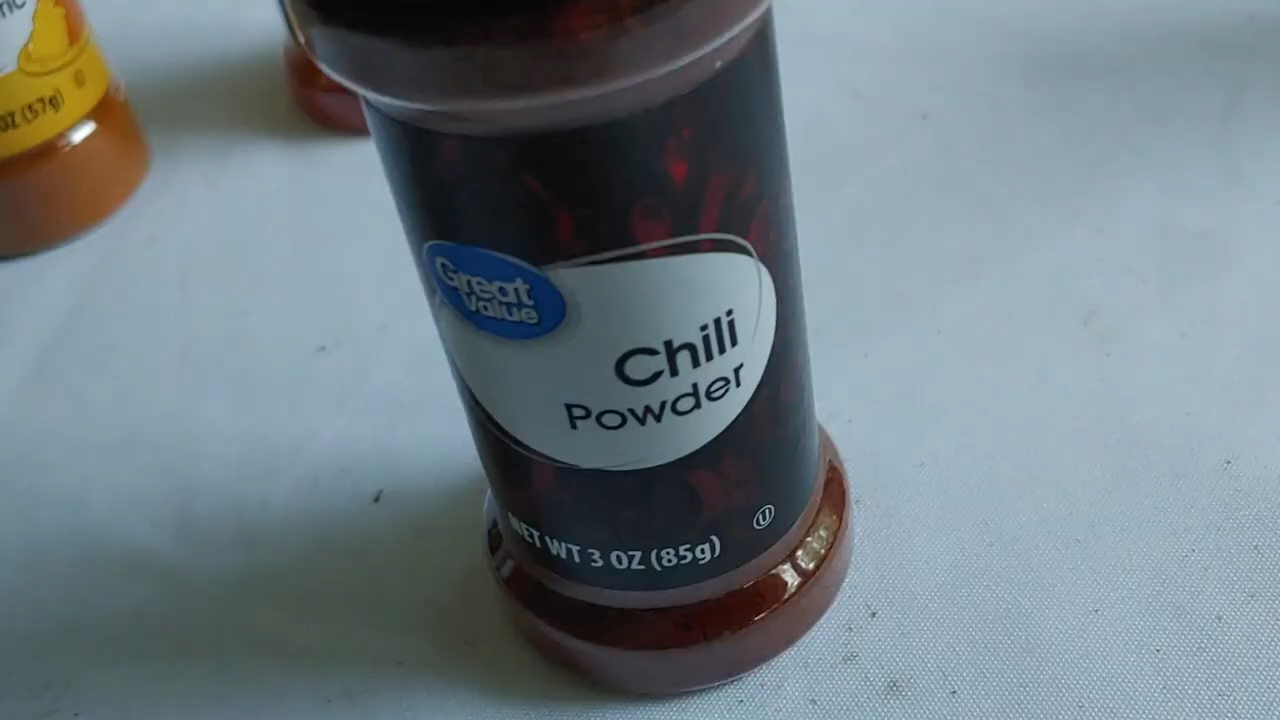 OZ (57g)
Great
Value
Chili
Powder
NET WT 3 OZ (85g)
U